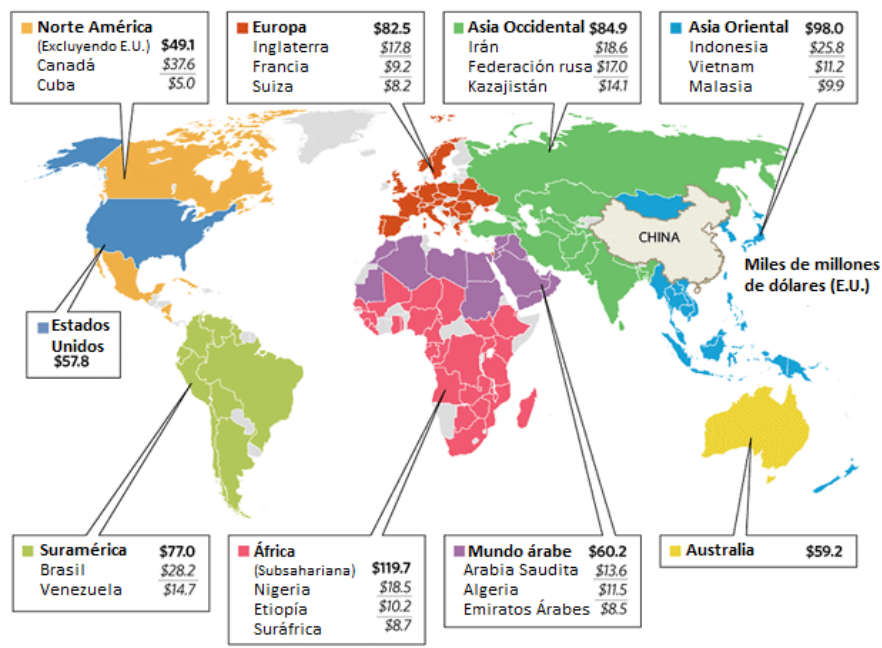 Norte América
(Excluyendo E.U.) $49.1
Canadá $37.6
Cuba $5.0
Europa $82.5
Inglaterra $17.8
Francia $9.2
Suiza $8.2
Asia Occidental $84.9
Irán $18.6
Federación rusa $17.0
Kazajistán $14.1
Asia Oriental $98.0
Indonesia $25.8
Vietnam $11.2
Malasia $9.9
CHINA
Miles de millones
de dólares (E.U.)
Estados
Unidos
$57.8
Suramérica $77.0
Brasil $28.2
Venezuela $14.7
África
(Subsahariana) $119.7
Nigeria $18.5
Etiopía $10.2
Suráfrica $8.7
Mundo árabe $60.2
Arabia Saudita $13.6
Algeria $11.5
Emiratos Árabes $8.5
Australia $59.2